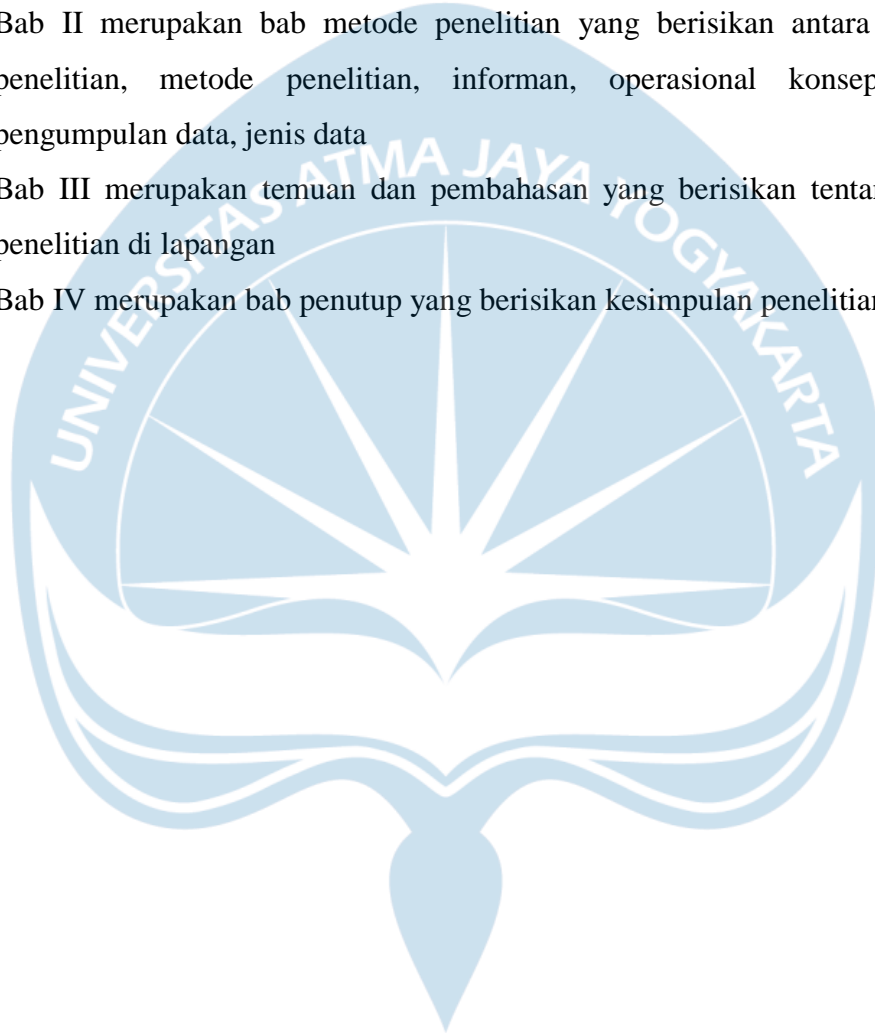 Bab II merupakan bab metode penelitian yang berisikan antara
penelitian, metode penelitian, informan, operasional konsep
pengumpulan data, jenis data
Bab III merupakan temuan dan pembahasan yang berisikan
penelitian di lapangan
Bab IV merupakan bab penutup yang berisikan kesimpulan penelitian
UNIVERSITAS ATMA JAYA YOGYAKARTA